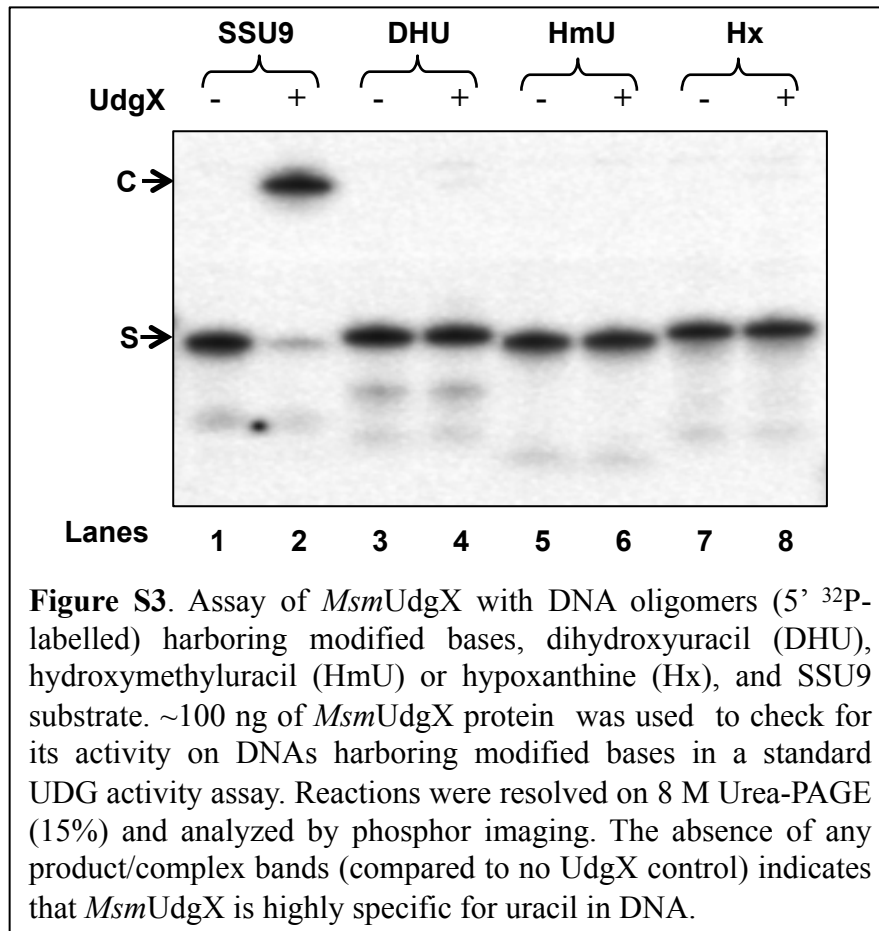 SSU9 DHU HmU Hx
UdgX - + - + - + - +
C
S
Lanes 1 2 3 4 5 6 7 8
Figure S3. Assay of MsmUdgX with DNA oligomers (5’ ³²P-
labelled) harboring modified bases, dihydroxyuracil (DHU),
hydroxymethyluracil (HmU) or hypoxanthine (Hx), and SSU9
substrate. ~100 ng of MsmUdgX protein was used to check for
its activity on DNAs harboring modified bases in a standard
UDG activity assay. Reactions were resolved on 8 M Urea-PAGE
(15%) and analyzed by phosphor imaging. The absence of any
product/complex bands (compared to no UdgX control) indicates
that MsmUdgX is highly specific for uracil in DNA.